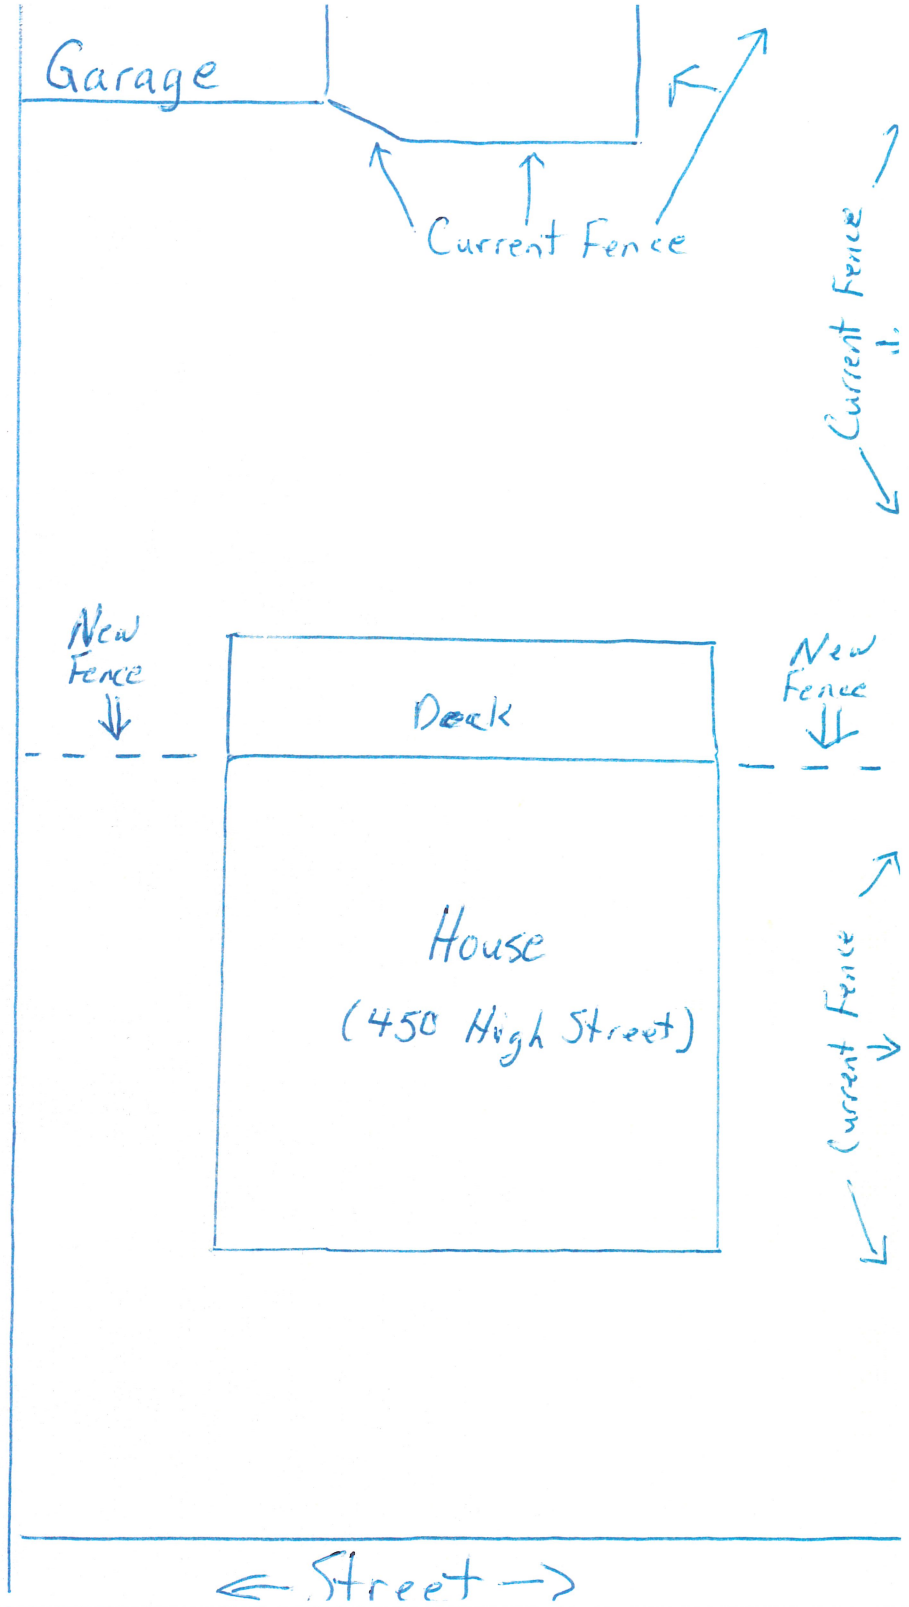 Garage
Current Fence
Current Fence
New
Fence
New
Fence
Deck
House
(450 High Street)
Current Fence
Street